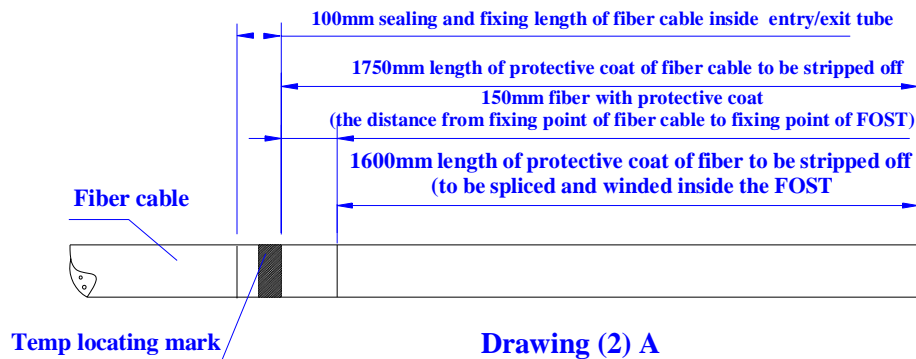 100mm sealing and fixing length of fiber cable inside entry/exit tube
1750mm length of protective coat of fiber cable to be stripped off
150mm fiber with protective coat
(the distance from fixing point of fiber cable to fixing point of FOST)
1600mm length of protective coat of fiber to be stripped off
(to be spliced and winded inside the FOST
Fiber cable
Temp locating mark
Drawing (2) A